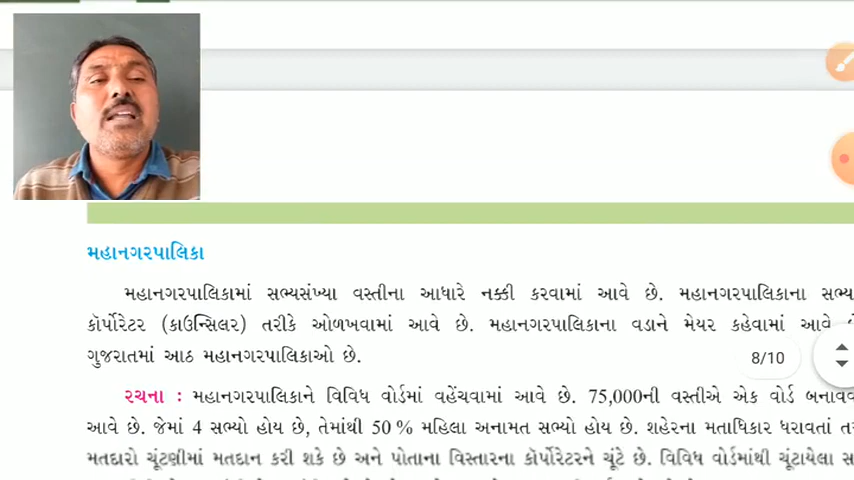 મહાનગરપાલિકા
મહાનગરપાલિકામાં સભ્યસંખ્યા વસ્તીના આધારે નક્કી કરવામાં આવે છે. મહાનગરપાલિકાના સભ્ય
કૉર્પોરેટર (કાઉન્સિલર) તરીકે ઓળખવામાં આવે છે. મહાનગરપાલિકાના વડાને મેયર કહેવામાં આવે
ગુજરાતમાં આઠ મહાનગરપાલિકાઓ છે.
8/10
રચના : મહાનગરપાલિકાને વિવિધ વોર્ડમાં વહેંચવામાં આવે છે. 75,000ની વસ્તીએ એક વોર્ડ
આવે છે. જેમાં 4 સભ્યો હોય છે, તેમાંથી 50 % મહિલા અનામત સભ્યો હોય છે. શહેરના મતાધિકાર ધરાવતાં
મતદારો ચૂંટણીમાં મતદાન કરી શકે છે અને પોતાના વિસ્તારના કૉર્પોરેટરને ચૂંટે છે. વિવિધ વોર્ડમાંથી ચૂંટાયેલા